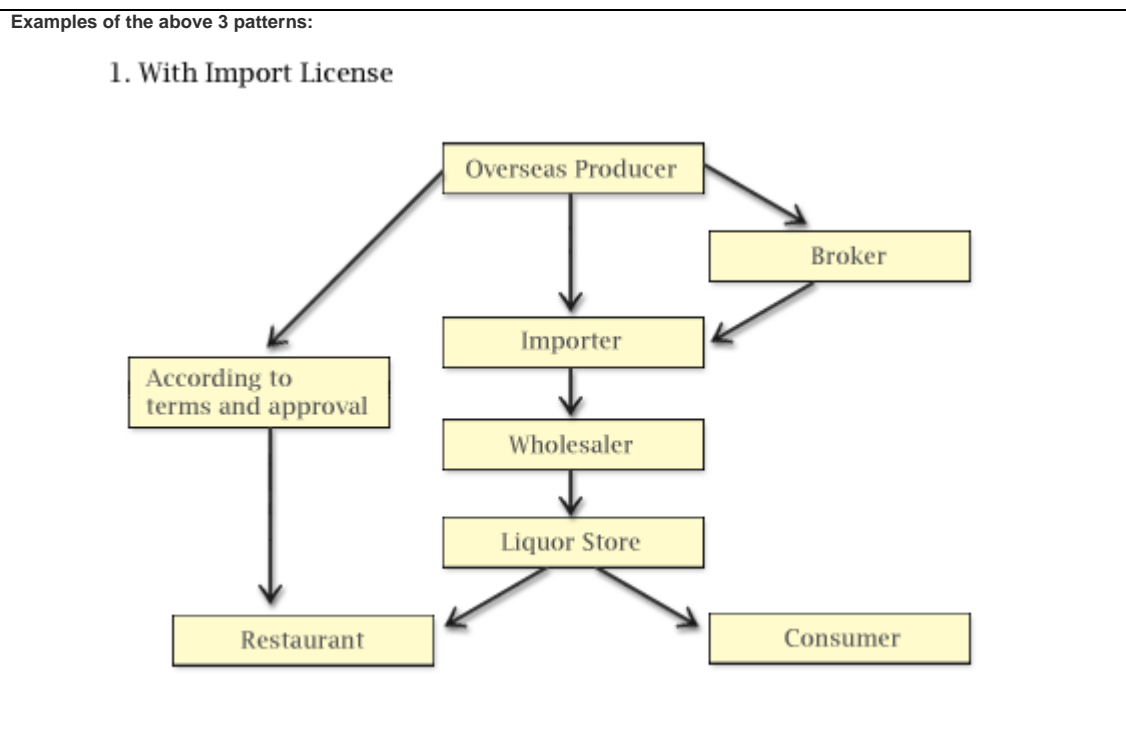 Examples of the above 3 patterns:
1. With Import License
Overseas Producer
Broker
Importer
According to
terms and approval
Wholesaler
Liquor Store
Restaurant
Consumer